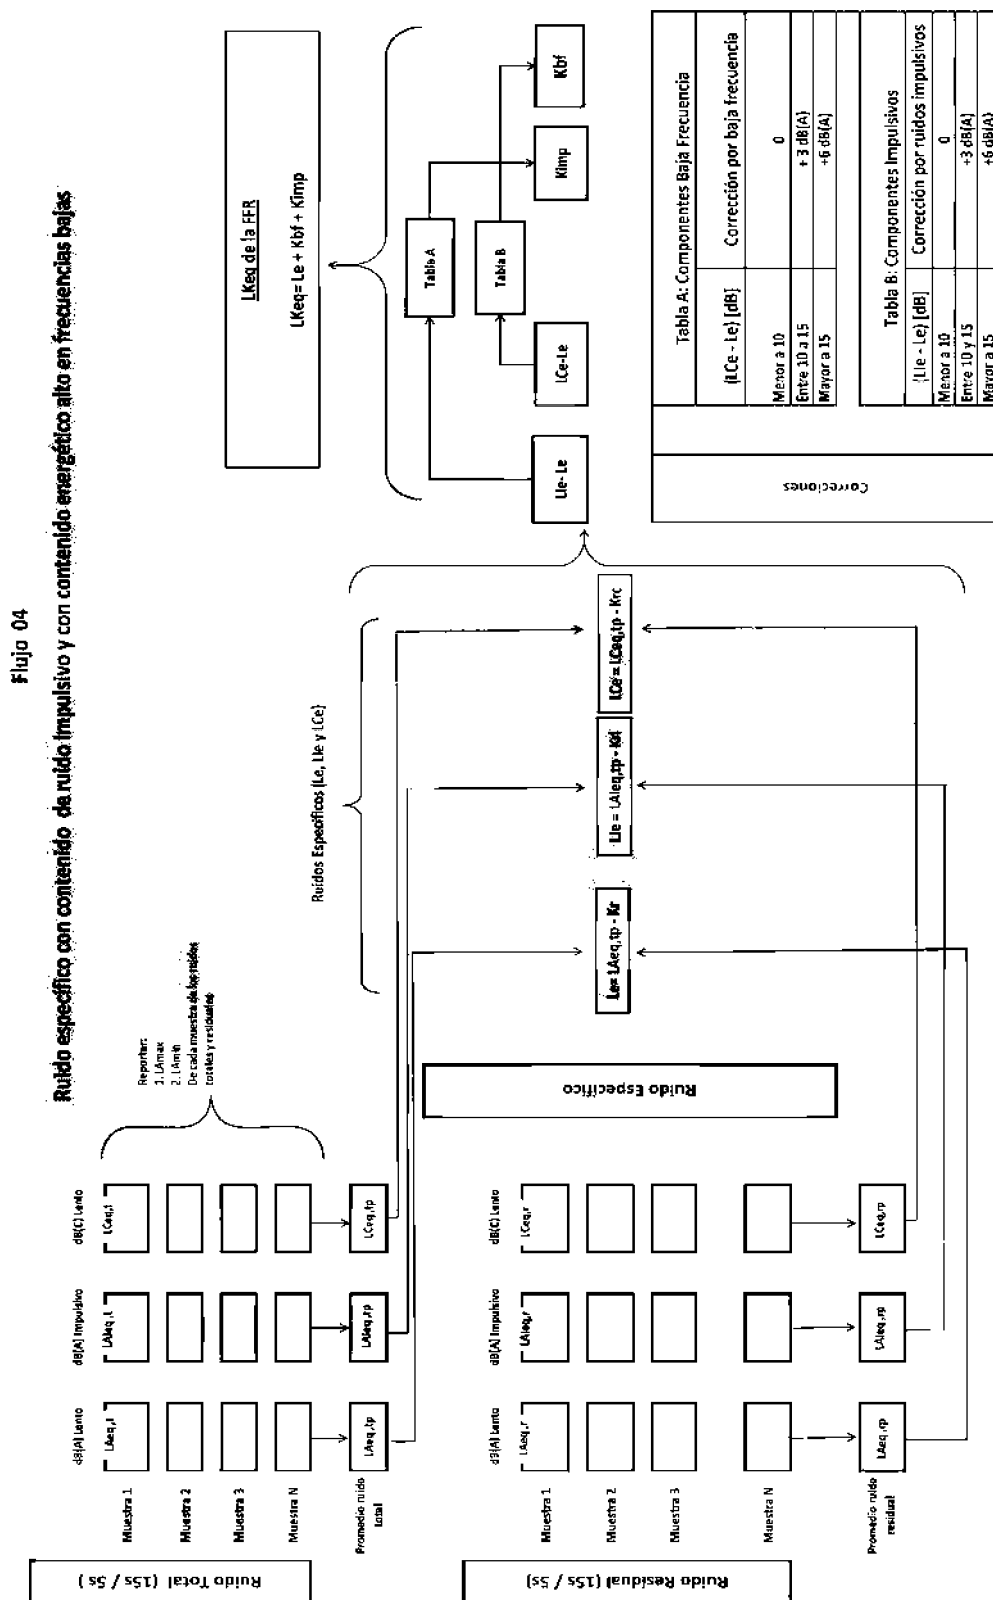 Flujo 04
Ruido específico con contenido de ruido impulsivo y con contenido energético alto en frecuencias bajas
Ruido Total (15s / 5s )
dB(A) Lento
dB(A) Impulsivo
dB(C) Lento
Muestra 1
LAeq,t
LAIeq,t
LCeq,t
Muestra 2
Muestra 3
Muestra N
Promedio ruido
total
LAeq,tp
LAIeq,tp
LCeq,tp
Reportar:
1. LAmax
2. LAmin
De cada muestra de los ruidos
totales y residuales
Ruido Residual (15s / 5s)
dB(A) Lento
dB(A) Impulsivo
dB(C) Lento
Muestra 1
LAeq,r
LAIeq,r
LCeq,r
Muestra 2
Muestra 3
Muestra N
Promedio ruido
residual
LAeq,rp
LAIeq,rp
LCeq,rp
Ruido Específico
Ruidos Específicos (Le, LIe y LCe)
Le= LAeq,tp - Kr
LIe = LAIeq,tp - Kri
LCe = LCeq,tp - Krc
LKeq de la FFR
LKeq= Le + Kbf + Kimp
LIe- Le
LCe-Le
Tabla A
Tabla B
Kimp
Kbf
Correciones
Tabla A: Componentes Baja Frecuencia
(LCe - Le) [dB]
Corrección por baja frecuencia
Menor a 10
0
Entre 10 a 15
+ 3 dB(A)
Mayor a 15
+6 dB(A)
Tabla B: Componentes Impulsivos
(LIe - Le) [dB]
Corrección por ruidos impulsivos
Menor a 10
0
Entre 10 y 15
+3 dB(A)
Mayor a 15
+6 dB(A)